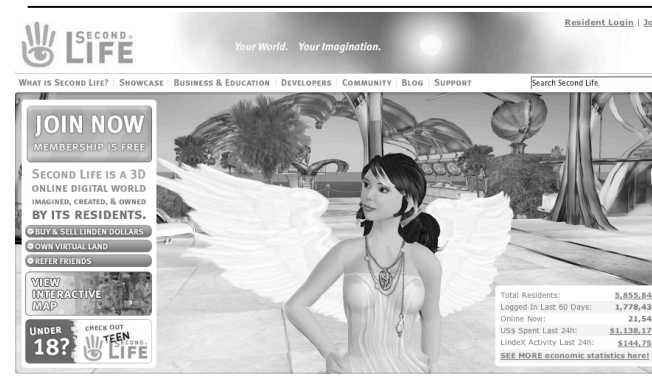 Resident Login | Jo
SECOND
LIFE
Your World. Your Imagination.
WHAT IS SECOND LIFE? | SHOWCASE | BUSINESS & EDUCATION | DEVELOPERS | COMMUNITY | BLOG | SUPPORT
Search Second Life
JOIN NOW
MEMBERSHIP IS FREE
SECOND LIFE IS A 3D
ONLINE DIGITAL WORLD
IMAGINED, CREATED, & OWNED
BY ITS RESIDENTS.
BUY & SELL LINDEN DOLLARS
OWN VIRTUAL LAND
REFER FRIENDS
VIEW
INTERACTIVE
MAP
UNDER
18?
CHECK OUT
TEEN
SECOND
LIFE
Total Residents: 5,855,84
Logged In Last 60 Days: 1,778,43
Online Now: 21,54
US$ Spent Last 24h: $1,138,17
LindeX Activity Last 24h: $144,75
SEE MORE economic statistics here!